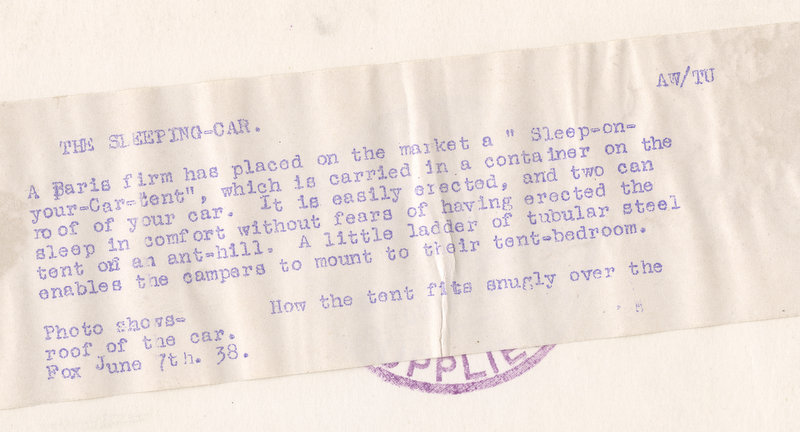 AW/TU
THE SLEEPING-CAR.
A Paris firm has placed on the market a " Sleep-on-
your-Car-tent", which is carried in a container on the
roof of your car. It is easily erected, and two can
sleep in comfort without fears of having erected the
tent on an ant-hill. A little ladder of tubular steel
enables the campers to mount to their tent-bedroom.
Photo shows- How the tent fits snugly over the
roof of the car.
Fox June 7th. 38.